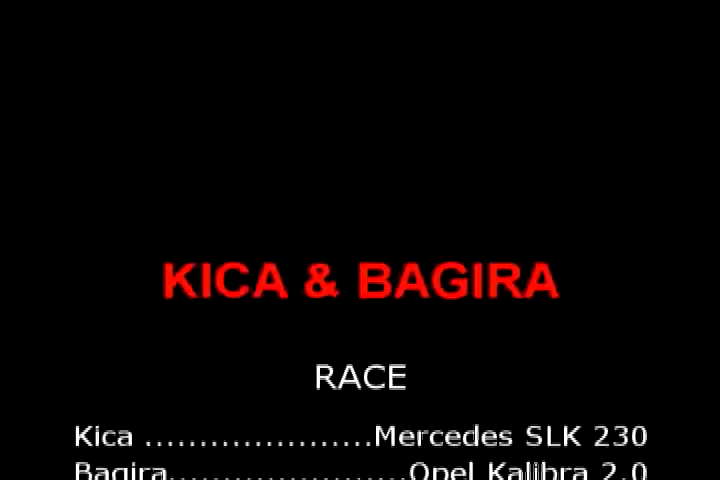 KICA & BAGIRA
RACE
Kica .....................Mercedes SLK 230
Bagira......................Opel Kalibra 2.0